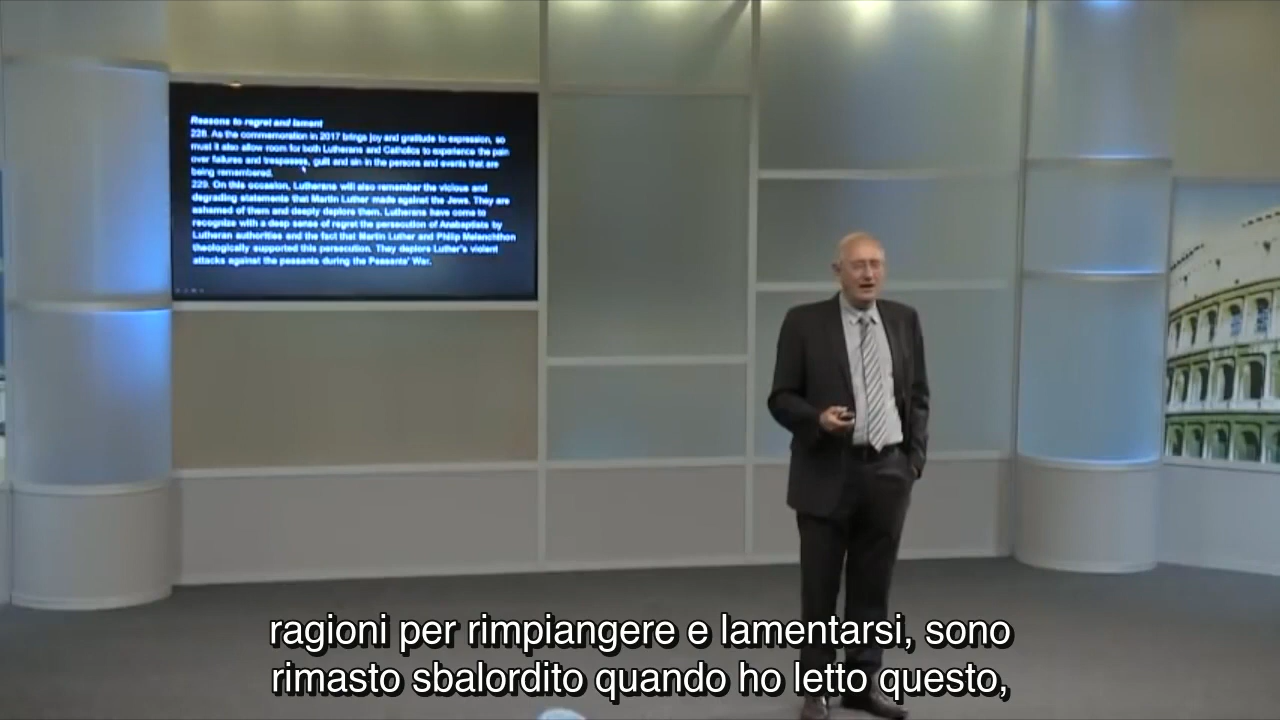 Reasons to regret and lament
228. As the commemoration in 2017 brings joy and gratitude to expression, so
must it also allow room for both Lutherans and Catholics to experience the pain
over failures and trespasses, guilt and sin in the persons and events that are
being remembered.
229. On this occasion, Lutherans will also remember the vicious and
degrading statements that Martin Luther made against the Jews. They are
ashamed of them and deeply deplore them. Lutherans have come to
recognize with a deep sense of regret the persecution of Anabaptists by
Lutheran authorities and the fact that Martin Luther and Philip Melanchthon
theologically supported this persecution. They deplore Luther's violent
attacks against the peasants during the Peasants' War.
ragioni per rimpiangere e lamentarsi, sono
rimasto sbalordito quando ho letto questo,